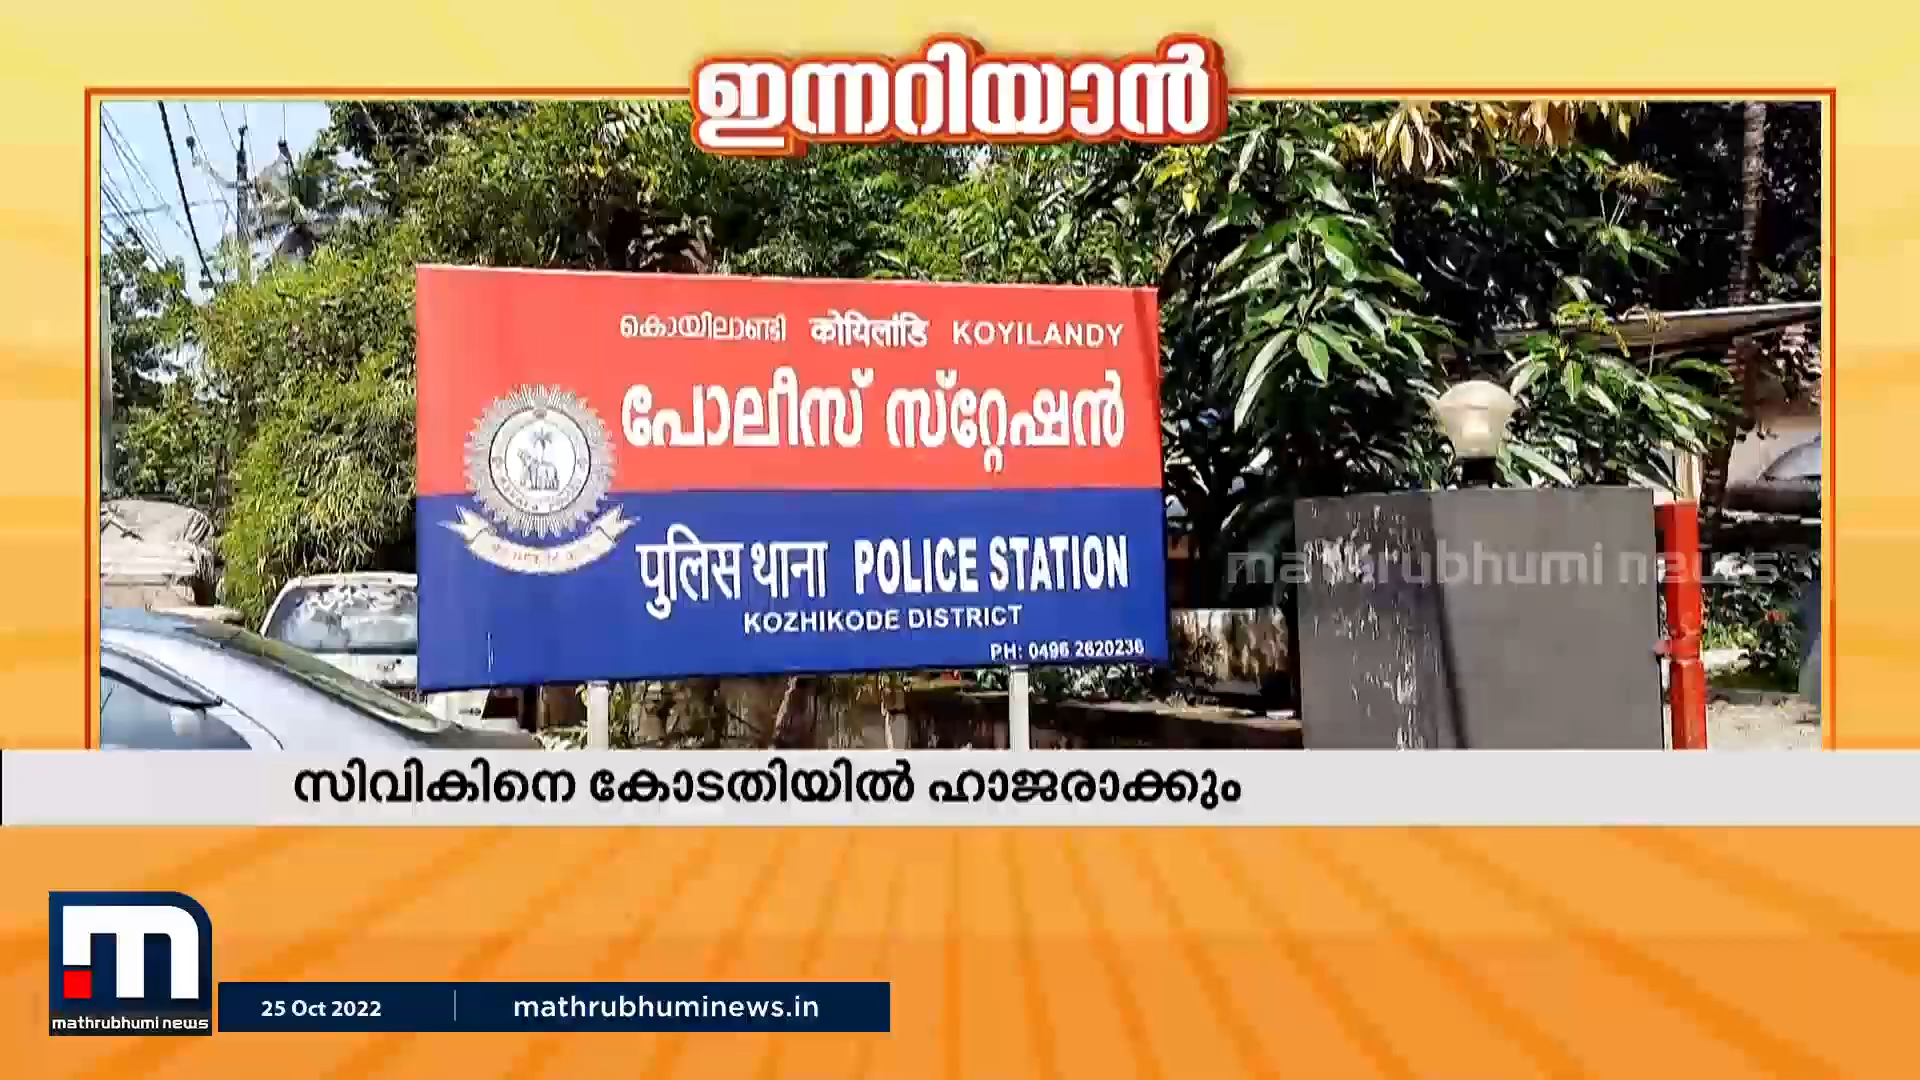 ഇന്നറിയാൻ
കൊയിലാണ്ടി कोयिलांडि KOYILANDY
പോലീസ് സ്റ്റേഷൻ
पुलिस थाना POLICE STATION
KOZHIKODE DISTRICT
PH: 0496 2620236
mathrubhumi news
സിവികിനെ കോടതിയിൽ ഹാജരാക്കും
mathrubhumi news
25 Oct 2022
mathrubhuminews.in